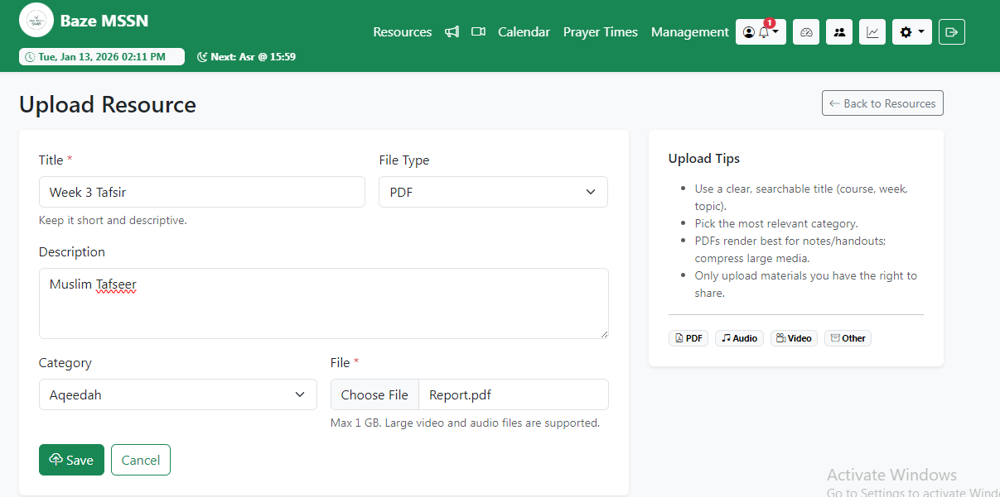 Baze MSSN
Resources Calendar Prayer Times Management 1
Tue, Jan 13, 2026 02:11 PM Next: Asr @ 15:59
Upload Resource
Back to Resources
Title *
File Type
Week 3 Tafsir
PDF
Keep it short and descriptive.
Description
Muslim Tafseer
Category
File *
Aqeedah
Choose File Report.pdf
Max 1 GB. Large video and audio files are supported.
Save Cancel
Upload Tips
Use a clear, searchable title (course, week,
topic).
Pick the most relevant category.
PDFs render best for notes/handouts;
compress large media.
Only upload materials you have the right to
share.
PDF Audio Video Other
Activate Windows
Go to Settings to activate Wind